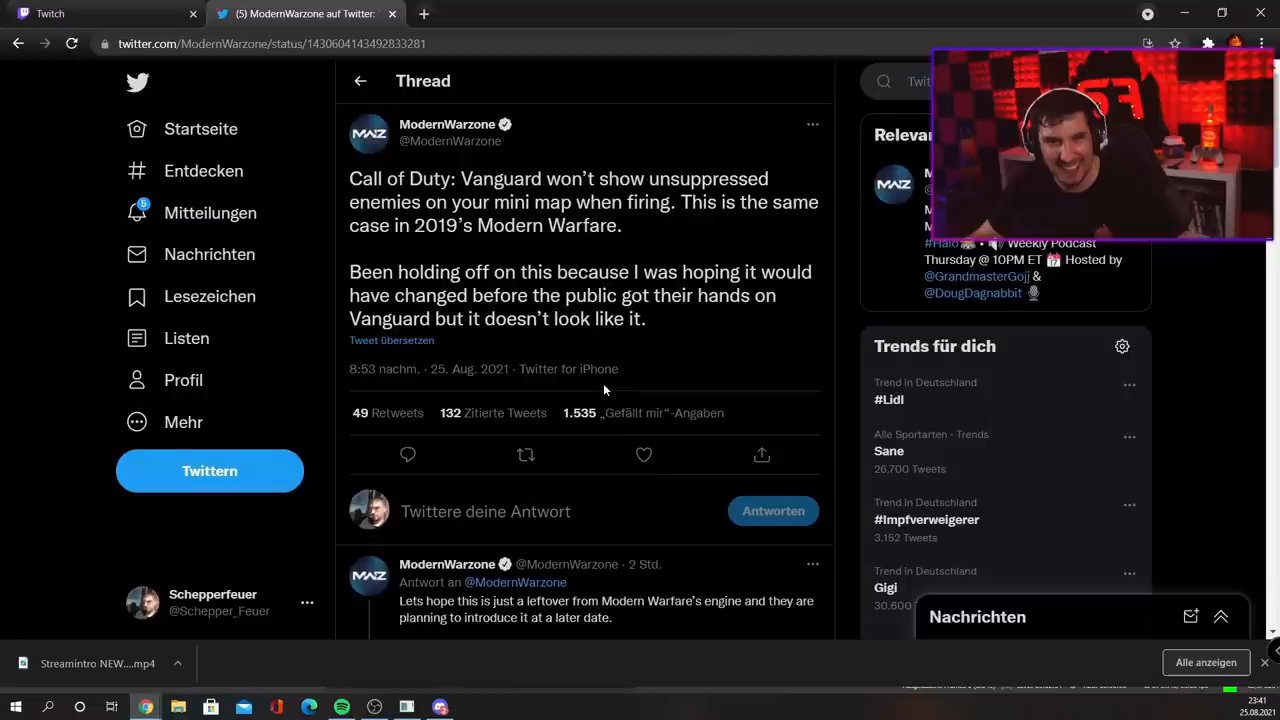 Twitch
(5) ModernWarzone auf Twitter:
twitter.com/ModernWarzone/status/1430604143492833281
Startseite
Entdecken
5
Mitteilungen
Nachrichten
Lesezeichen
Listen
Profil
Mehr
Twittern
Schepperfeuer
@Schepper_Feuer
Thread
ModernWarzone
@ModernWarzone
Call of Duty: Vanguard won’t show unsuppressed
enemies on your mini map when firing. This is the same
case in 2019’s Modern Warfare.
Been holding off on this because I was hoping it would
have changed before the public got their hands on
Vanguard but it doesn’t look like it.
Tweet übersetzen
8:53 nachm. · 25. Aug. 2021 · Twitter for iPhone
49 Retweets 132 Zitierte Tweets 1.535 „Gefällt mir“-Angaben
Twittere deine Antwort
Antworten
ModernWarzone @ModernWarzone · 2 Std.
Antwort an @ModernWarzone
Lets hope this is just a leftover from Modern Warfare’s engine and they are
planning to introduce it at a later date.
Twit
Relevan
#Halo • Weekly Podcast
Thursday @ 10PM ET Hosted by
@GrandmasterGojj &
@DougDagnabbit
Trends für dich
Trend in Deutschland
#Lidl
Alle Sportarten · Trends
Sane
26.700 Tweets
Trend in Deutschland
#Impfverweigerer
3.152 Tweets
Trend in Deutschland
Gigi
30.600
Nachrichten
Streamintro NEW....mp4
Alle anzeigen
23:41
25.08.2021